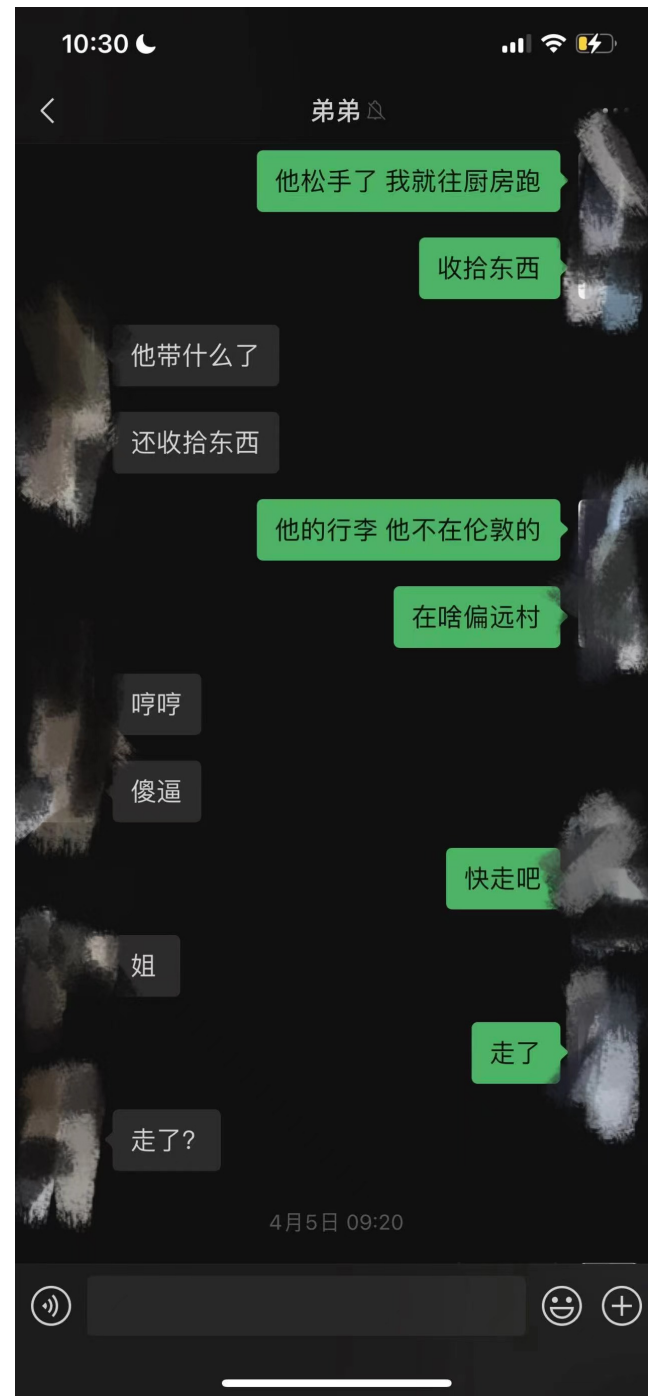 10:30
弟弟
他松手了 我就往厨房跑
收拾东西
他带什么了
还收拾东西
他的行李 他不在伦敦的
在啥偏远村
哼哼
傻逼
快走吧
姐
走了
走了?
4月5日 09:20